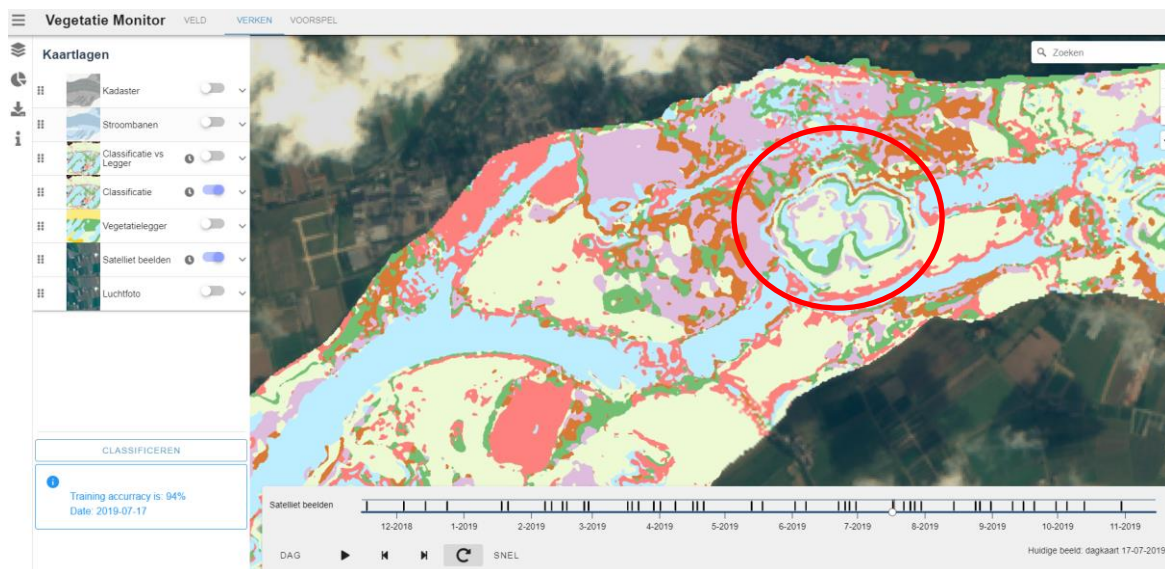 Vegetatie Monitor VELD VERKEN VOORSPEL
Kaartlagen
Zoeken
Kadaster
Stroombanen
Classificatie vs
Legger
Classificatie
Vegetatielegger
Satelliet beelden
Luchtfoto
CLASSIFICEREN
Training accurracy is: 94%
Date: 2019-07-17
Satelliet beelden
12-2018 1-2019 2-2019 3-2019 4-2019 5-2019 6-2019 7-2019 8-2019 9-2019 10-2019 11-2019
DAG SNEL Huidige beeld: dagkaart 17-07-2019